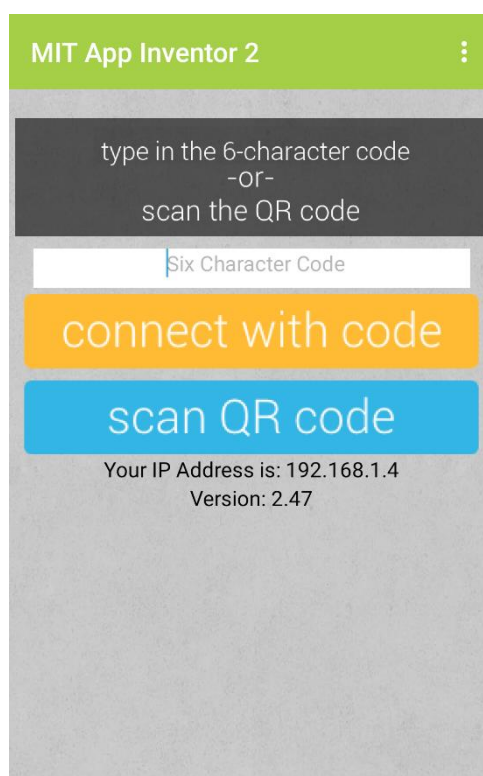 MIT App Inventor 2
type in the 6-character code
-or-
scan the QR code
Six Character Code
connect with code
scan QR code
Your IP Address is: 192.168.1.4
Version: 2.47